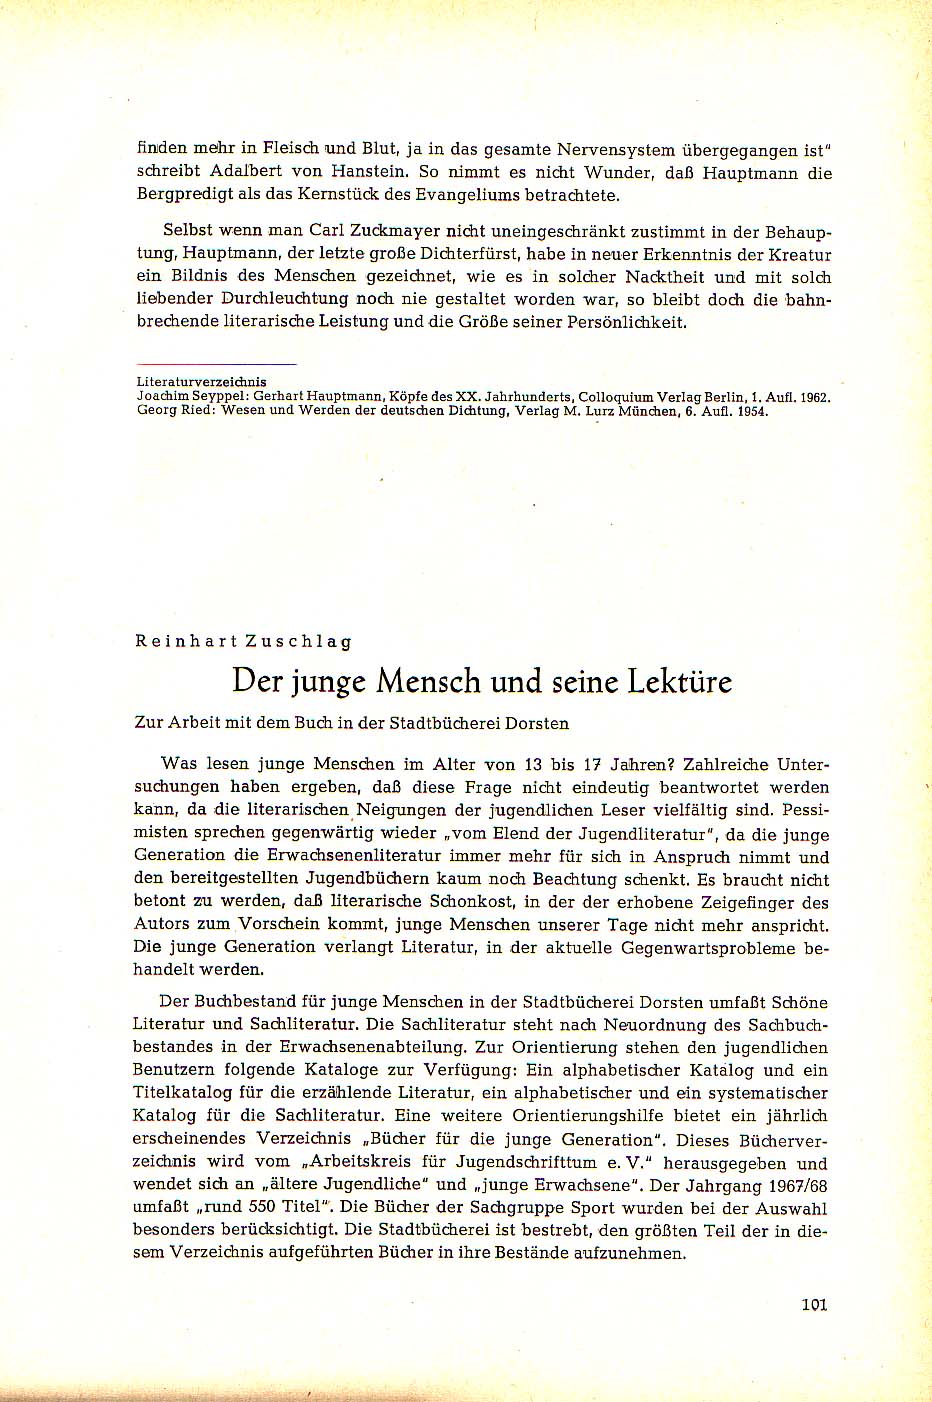 finden mehr in Fleisch und Blut, ja in das gesamte Nervensystem übergegangen ist"
schreibt Adalbert von Hanstein. So nimmt es nicht Wunder, daß Hauptmann die
Bergpredigt als das Kernstück des Evangeliums betrachtete.
Selbst wenn man Carl Zuckmayer nicht uneingeschränkt zustimmt in der Behaup-
tung, Hauptmann, der letzte große Dichterfürst, habe in neuer Erkenntnis der Kreatur
ein Bildnis des Menschen gezeichnet, wie es in solcher Nacktheit und mit solch
liebender Durchleuchtung noch nie gestaltet worden war, so bleibt doch die bahn-
brechende literarische Leistung und die Größe seiner Persönlichkeit.
Literaturverzeichnis
Joachim Seyppel: Gerhart Hauptmann, Köpfe des XX. Jahrhunderts, Colloquium Verlag Berlin, 1. Aufl. 1962.
Georg Ried: Wesen und Werden der deutschen Dichtung, Verlag M. Lurz München, 6. Aufl. 1954.
Reinhart Zuschlag
Der junge Mensch und seine Lektüre
Zur Arbeit mit dem Buch in der Stadtbücherei Dorsten
Was lesen junge Menschen im Alter von 13 bis 17 Jahren? Zahlreiche Unter-
suchungen haben ergeben, daß diese Frage nicht eindeutig beantwortet werden
kann, da die literarischen Neigungen der jugendlichen Leser vielfältig sind. Pessi-
misten sprechen gegenwärtig wieder „vom Elend der Jugendliteratur", da die junge
Generation die Erwachsenenliteratur immer mehr für sich in Anspruch nimmt und
den bereitgestellten Jugendbüchern kaum noch Beachtung schenkt. Es braucht nicht
betont zu werden, daß literarische Schonkost, in der der erhobene Zeigefinger des
Autors zum Vorschein kommt, junge Menschen unserer Tage nicht mehr anspricht.
Die junge Generation verlangt Literatur, in der aktuelle Gegenwartsprobleme be-
handelt werden.
Der Buchbestand für junge Menschen in der Stadtbücherei Dorsten umfaßt Schöne
Literatur und Sachliteratur. Die Sachliteratur steht nach Neuordnung des Sachbuch-
bestandes in der Erwachsenenabteilung. Zur Orientierung stehen den jugendlichen
Benutzern folgende Kataloge zur Verfügung: Ein alphabetischer Katalog und ein
Titelkatalog für die erzählende Literatur, ein alphabetischer und ein systematischer
Katalog für die Sachliteratur. Eine weitere Orientierungshilfe bietet ein jährlich
erscheinendes Verzeichnis „Bücher für die junge Generation". Dieses Bücherver-
zeichnis wird vom „Arbeitskreis für Jugendschrifttum e. V." herausgegeben und
wendet sich an „ältere Jugendliche" und „junge Erwachsene". Der Jahrgang 1967/68
umfaßt „rund 550 Titel". Die Bücher der Sachgruppe Sport wurden bei der Auswahl
besonders berücksichtigt. Die Stadtbücherei ist bestrebt, den größten Teil der in die-
sem Verzeichnis aufgeführten Bücher in ihre Bestände aufzunehmen.
101